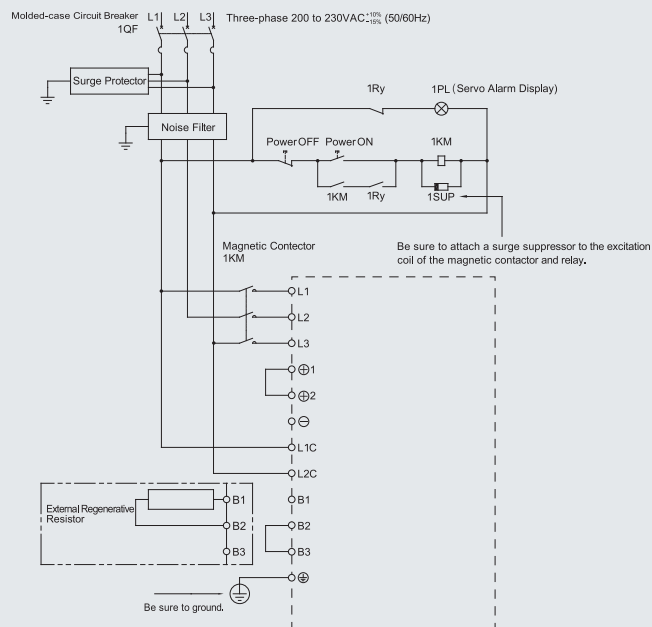 Molded-case Circuit Breaker
1QF
L1 L2 L3 Three-phase 200 to 230VAC +10% -15% (50/60Hz)
Surge Protector
Noise Filter
1Ry 1PL (Servo Alarm Display)
Power OFF Power ON 1KM
1KM 1Ry 1SUP
Be sure to attach a surge suppressor to the excitation
coil of the magnetic contactor and relay.
Magnetic Contector
1KM
L1
L2
L3
⊕1
⊕2
⊖
L1C
L2C
External Regenerative
Resistor
B1
B2
B3
B1
B2
B3
Be sure to ground.